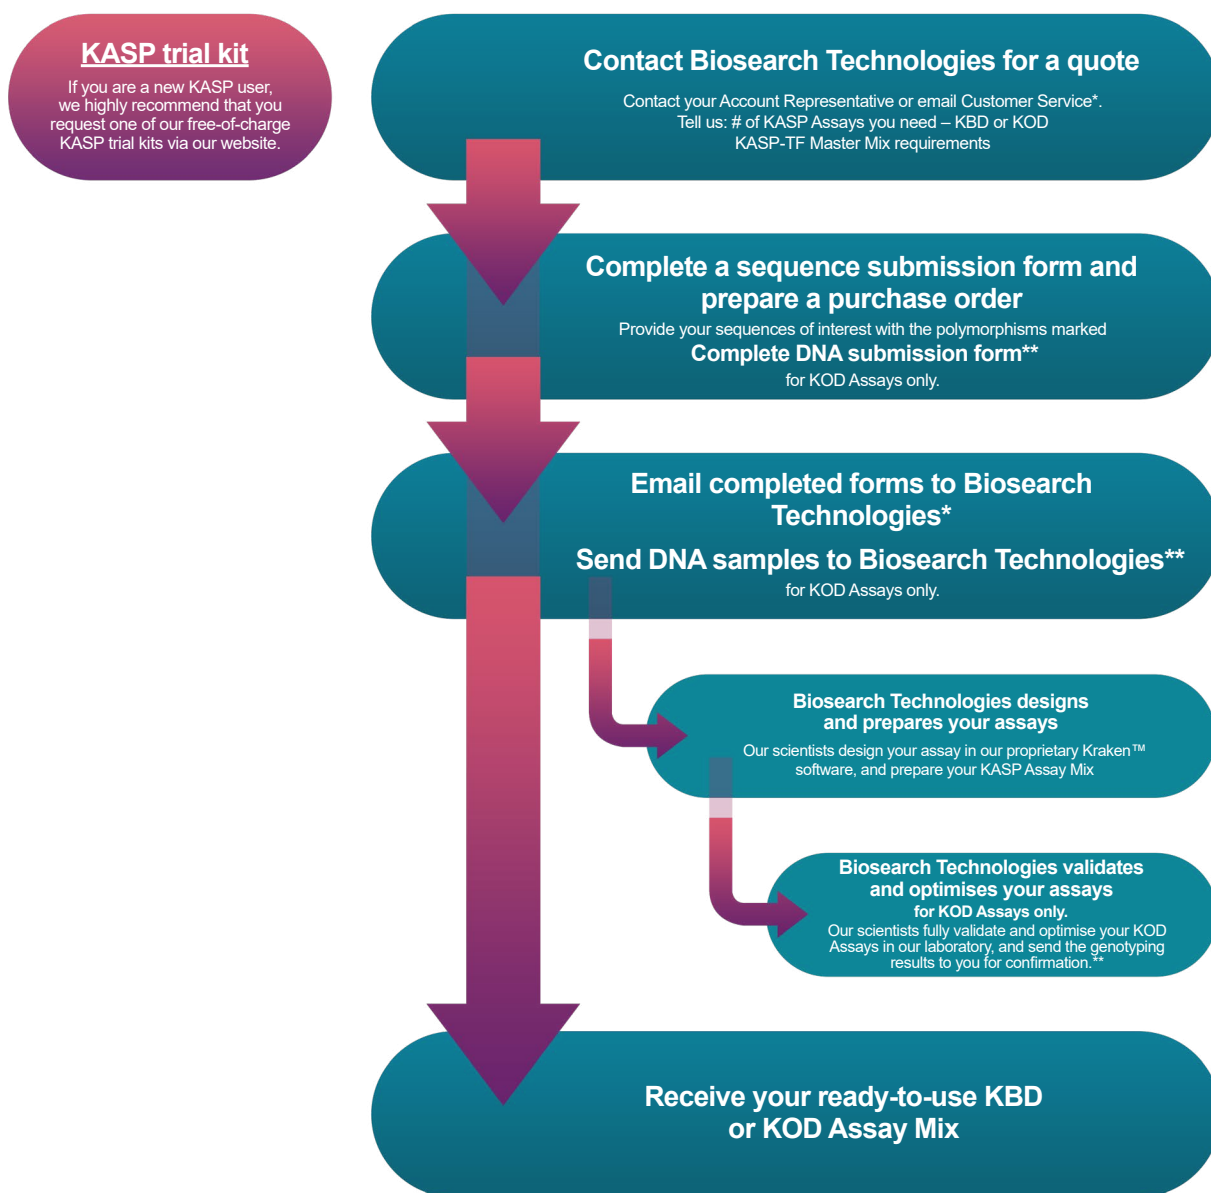 KASP trial kit
If you are a new KASP user,
we highly recommend that you
request one of our free-of-charge
KASP trial kits via our website.
Contact Biosearch Technologies for a quote
Contact your Account Representative or email Customer Service*.
Tell us: # of KASP Assays you need – KBD or KOD
KASP-TF Master Mix requirements
Complete a sequence submission form and
prepare a purchase order
Provide your sequences of interest with the polymorphisms marked
Complete DNA submission form**
for KOD Assays only.
Email completed forms to Biosearch
Technologies*
Send DNA samples to Biosearch Technologies**
for KOD Assays only.
Biosearch Technologies designs
and prepares your assays
Our scientists design your assay in our proprietary Kraken™
software, and prepare your KASP Assay Mix
Biosearch Technologies validates
and optimises your assays
for KOD Assays only.
Our scientists fully validate and optimise your KOD
Assays in our laboratory, and send the genotyping
results to you for confirmation.**
Receive your ready-to-use KBD
or KOD Assay Mix